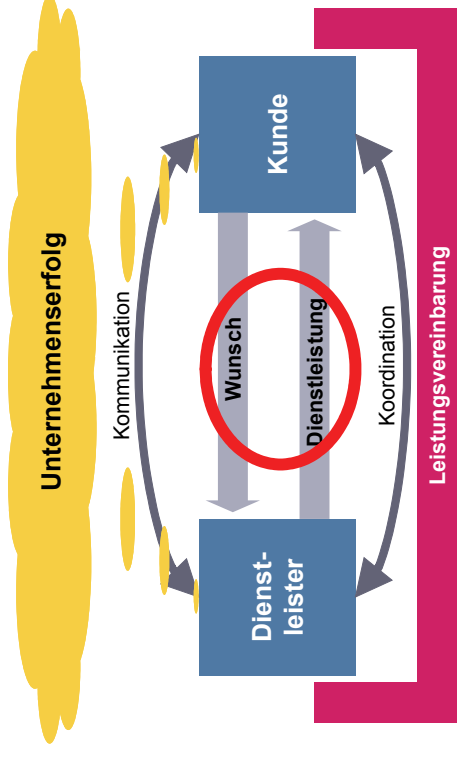 Unternehmenserfolg
Kommunikation
Dienst-
leister
Wunsch
Dienstleistung
Kunde
Koordination
Leistungsvereinbarung